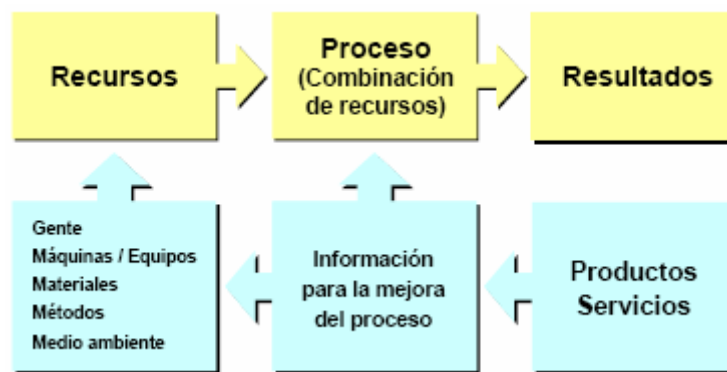 Recursos
Proceso
(Combinación
de recursos)
Resultados
Gente
Máquinas / Equipos
Materiales
Métodos
Medio ambiente
Información
para la mejora
del proceso
Productos
Servicios